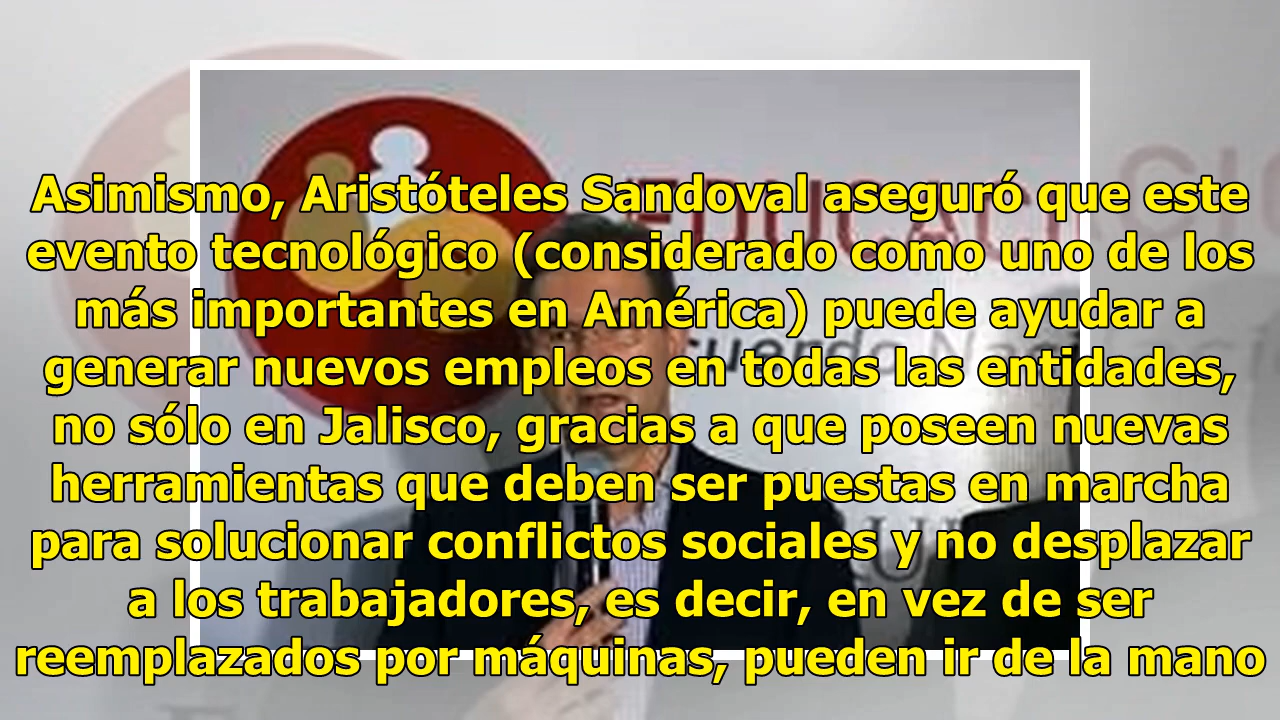 Asimismo, Aristóteles Sandoval aseguró que este
evento tecnológico (considerado como uno de los
más importantes en América) puede ayudar a
generar nuevos empleos en todas las entidades,
no sólo en Jalisco, gracias a que poseen nuevas
herramientas que deben ser puestas en marcha
para solucionar conflictos sociales y no desplazar
a los trabajadores, es decir, en vez de ser
reemplazados por máquinas, pueden ir de la mano